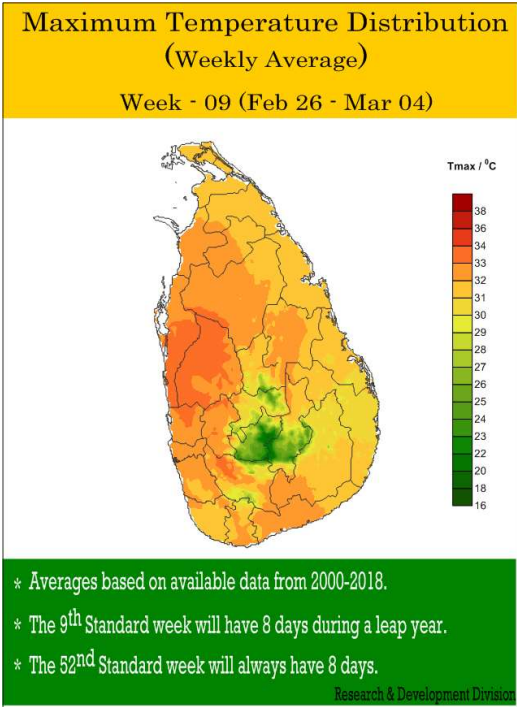 Maximum Temperature Distribution
(Weekly Average)
Week - 09 (Feb 26 - Mar 04)
Tmax / ⁰C
38
36
34
33
32
31
30
29
28
27
26
25
24
23
22
20
18
16
* Averages based on available data from 2000-2018.
* The 9th Standard week will have 8 days during a leap year.
* The 52nd Standard week will always have 8 days.
Research & Development Division